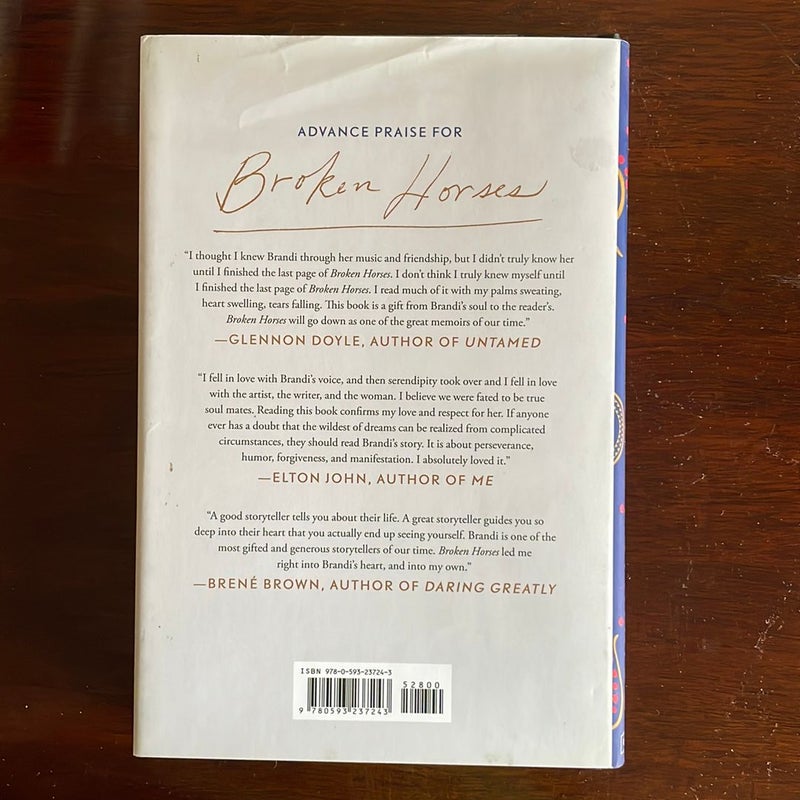 ADVANCE PRAISE FOR
Broken Horses
“I thought I knew Brandi through her music and friendship, but I didn’t truly know her
until I finished the last page of Broken Horses. I don’t think I truly knew myself until
I finished the last page of Broken Horses. I read much of it with my palms sweating,
heart swelling, tears falling. This book is a gift from Brandi’s soul to the reader’s.
Broken Horses will go down as one of the great memoirs of our time.”
—GLENNON DOYLE, AUTHOR OF UNTAMED
“I fell in love with Brandi’s voice, and then serendipity took over and I fell in love
with the artist, the writer, and the woman. I believe we were fated to be true
soul mates. Reading this book confirms my love and respect for her. If anyone
ever has a doubt that the wildest of dreams can be realized from complicated
circumstances, they should read Brandi’s story. It is about perseverance,
humor, forgiveness, and manifestation. I absolutely loved it.”
—ELTON JOHN, AUTHOR OF ME
“A good storyteller tells you about their life. A great storyteller guides you so
deep into their heart that you actually end up seeing yourself. Brandi is one of the
most gifted and generous storytellers of our time. Broken Horses led me
right into Brandi’s heart, and into my own.”
—BRENÉ BROWN, AUTHOR OF DARING GREATLY
ISBN 978-0-593-23724-3
52800
9 780593 237243